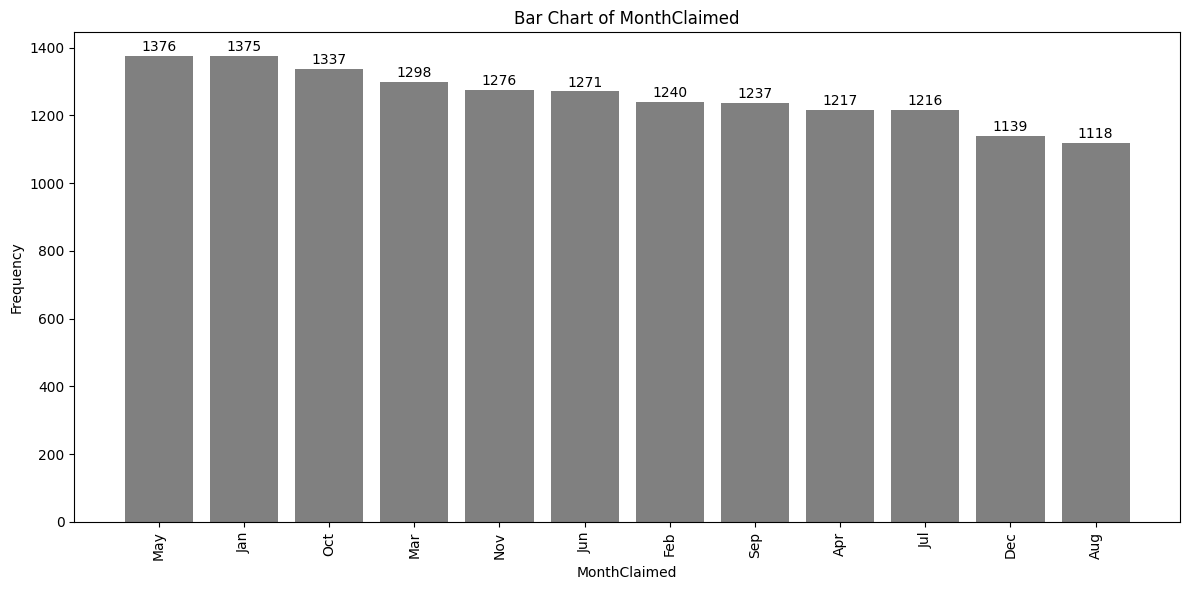 Bar Chart of MonthClaimed
1400
1200
1000
800
600
400
200
0
Frequency
1376 1375 1337 1298 1276 1271 1240 1237 1217 1216 1139 1118
May Jan Oct Mar Nov Jun Feb Sep Apr Jul Dec Aug
MonthClaimed